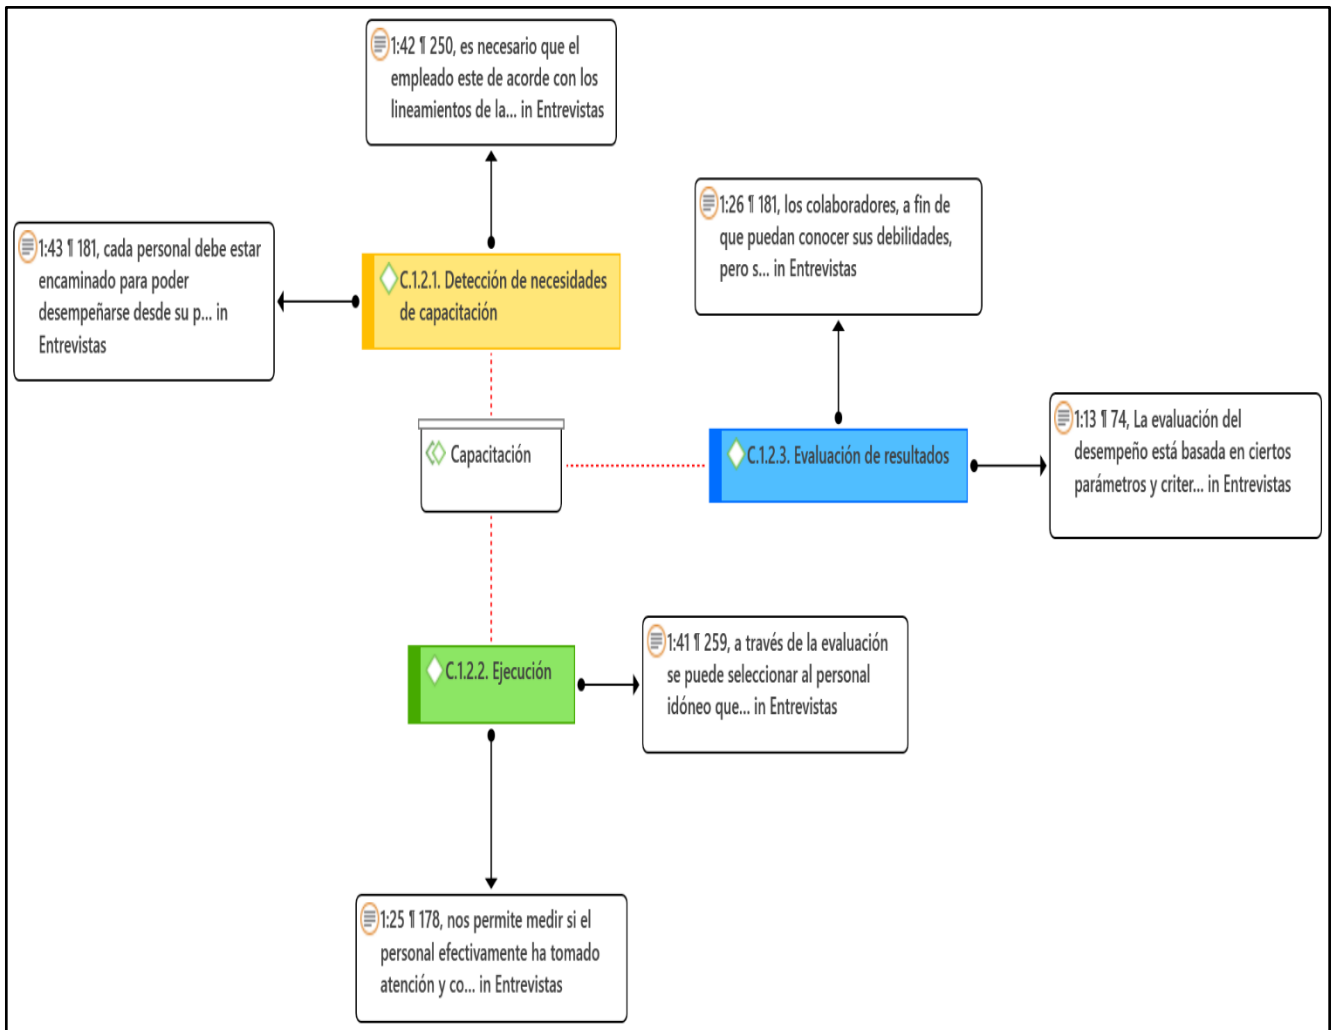 1:42 ¶ 250, es necesario que el
empleado este de acorde con los
lineamientos de la... in Entrevistas
1:26 ¶ 181, los colaboradores, a fin de
que puedan conocer sus debilidades,
pero s... in Entrevistas
1:43 ¶ 181, cada personal debe estar
encaminado para poder
desempeñarse desde su p... in
Entrevistas
C.1.2.1. Detección de necesidades
de capacitación
Capacitación
C.1.2.3. Evaluación de resultados
1:13 ¶ 74, La evaluación del
desempeño está basada en ciertos
parámetros y criter... in Entrevistas
C.1.2.2. Ejecución
1:41 ¶ 259, a través de la evaluación
se puede seleccionar al personal
idóneo que... in Entrevistas
1:25 ¶ 178, nos permite medir si el
personal efectivamente ha tomado
atención y co... in Entrevistas